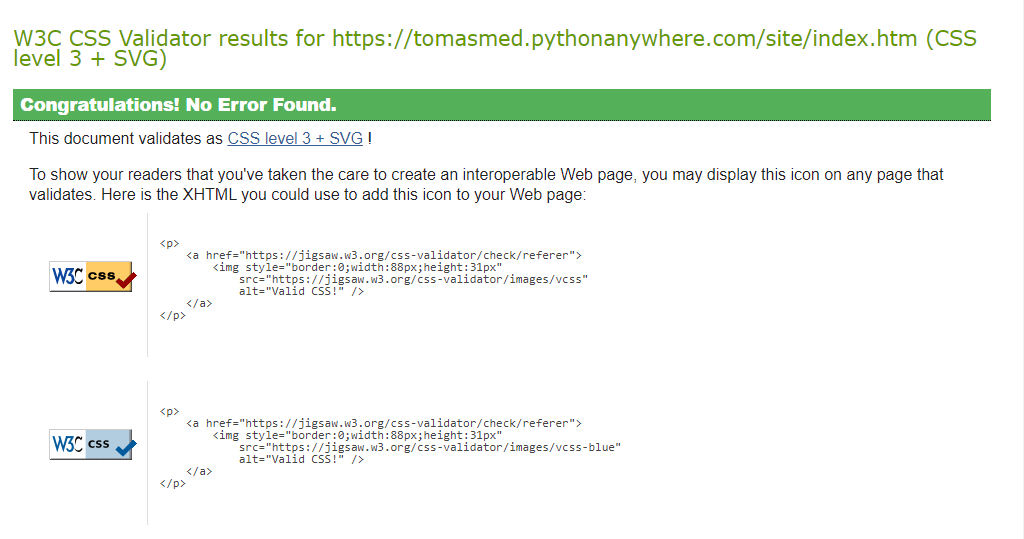 W3C CSS Validator results for https://tomasmed.pythonanywhere.com/site/index.htm (CSS
level 3 + SVG)
Congratulations! No Error Found.
This document validates as CSS level 3 + SVG !
To show your readers that you've taken the care to create an interoperable Web page, you may display this icon on any page that
validates. Here is the XHTML you could use to add this icon to your Web page:
W3C css
<p>
    <a href="https://jigsaw.w3.org/css-validator/check/referer">
        <img style="border:0;width:88px;height:31px"
            src="https://jigsaw.w3.org/css-validator/images/vcss"
            alt="Valid CSS!" />
    </a>
</p>
W3C css
<p>
    <a href="https://jigsaw.w3.org/css-validator/check/referer">
        <img style="border:0;width:88px;height:31px"
            src="https://jigsaw.w3.org/css-validator/images/vcss-blue"
            alt="Valid CSS!" />
    </a>
</p>